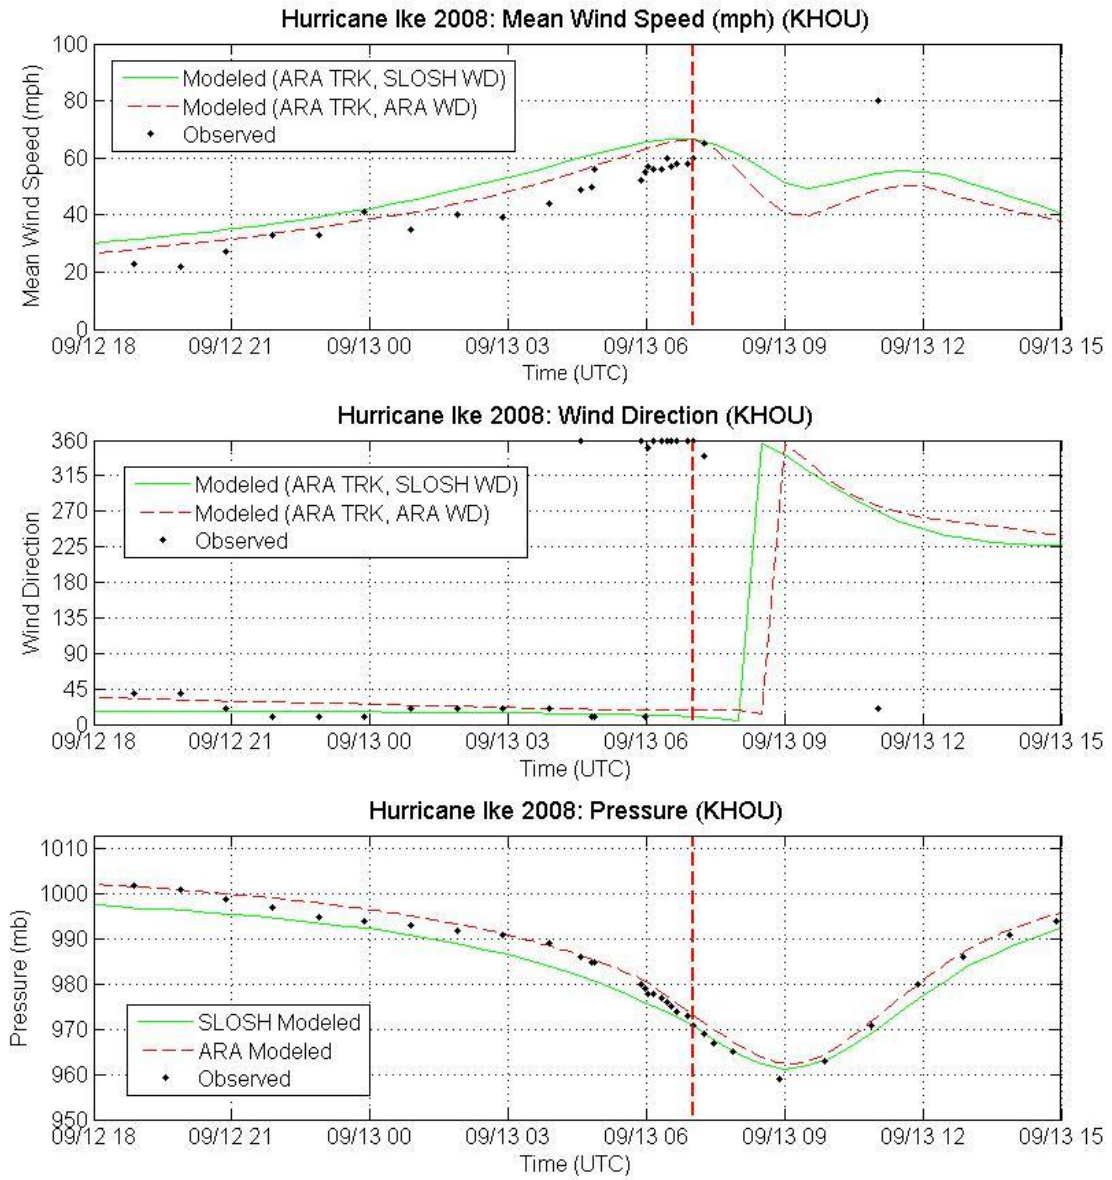 Hurricane Ike 2008: Mean Wind Speed (mph) (KHOU)
Mean Wind Speed (mph)
100
80
60
40
20
0
Modeled (ARA TRK, SLOSH WD)
Modeled (ARA TRK, ARA WD)
Observed
09/12 18 09/12 21 09/13 00 09/13 03 09/13 06 09/13 09 09/13 12 09/13 15
Time (UTC)
Hurricane Ike 2008: Wind Direction (KHOU)
Wind Direction
360
315
270
225
180
135
90
45
0
Modeled (ARA TRK, SLOSH WD)
Modeled (ARA TRK, ARA WD)
Observed
09/12 18 09/12 21 09/13 00 09/13 03 09/13 06 09/13 09 09/13 12 09/13 15
Time (UTC)
Hurricane Ike 2008: Pressure (KHOU)
Pressure (mb)
1010
1000
990
980
970
960
950
SLOSH Modeled
ARA Modeled
Observed
09/12 18 09/12 21 09/13 00 09/13 03 09/13 06 09/13 09 09/13 12 09/13 15
Time (UTC)